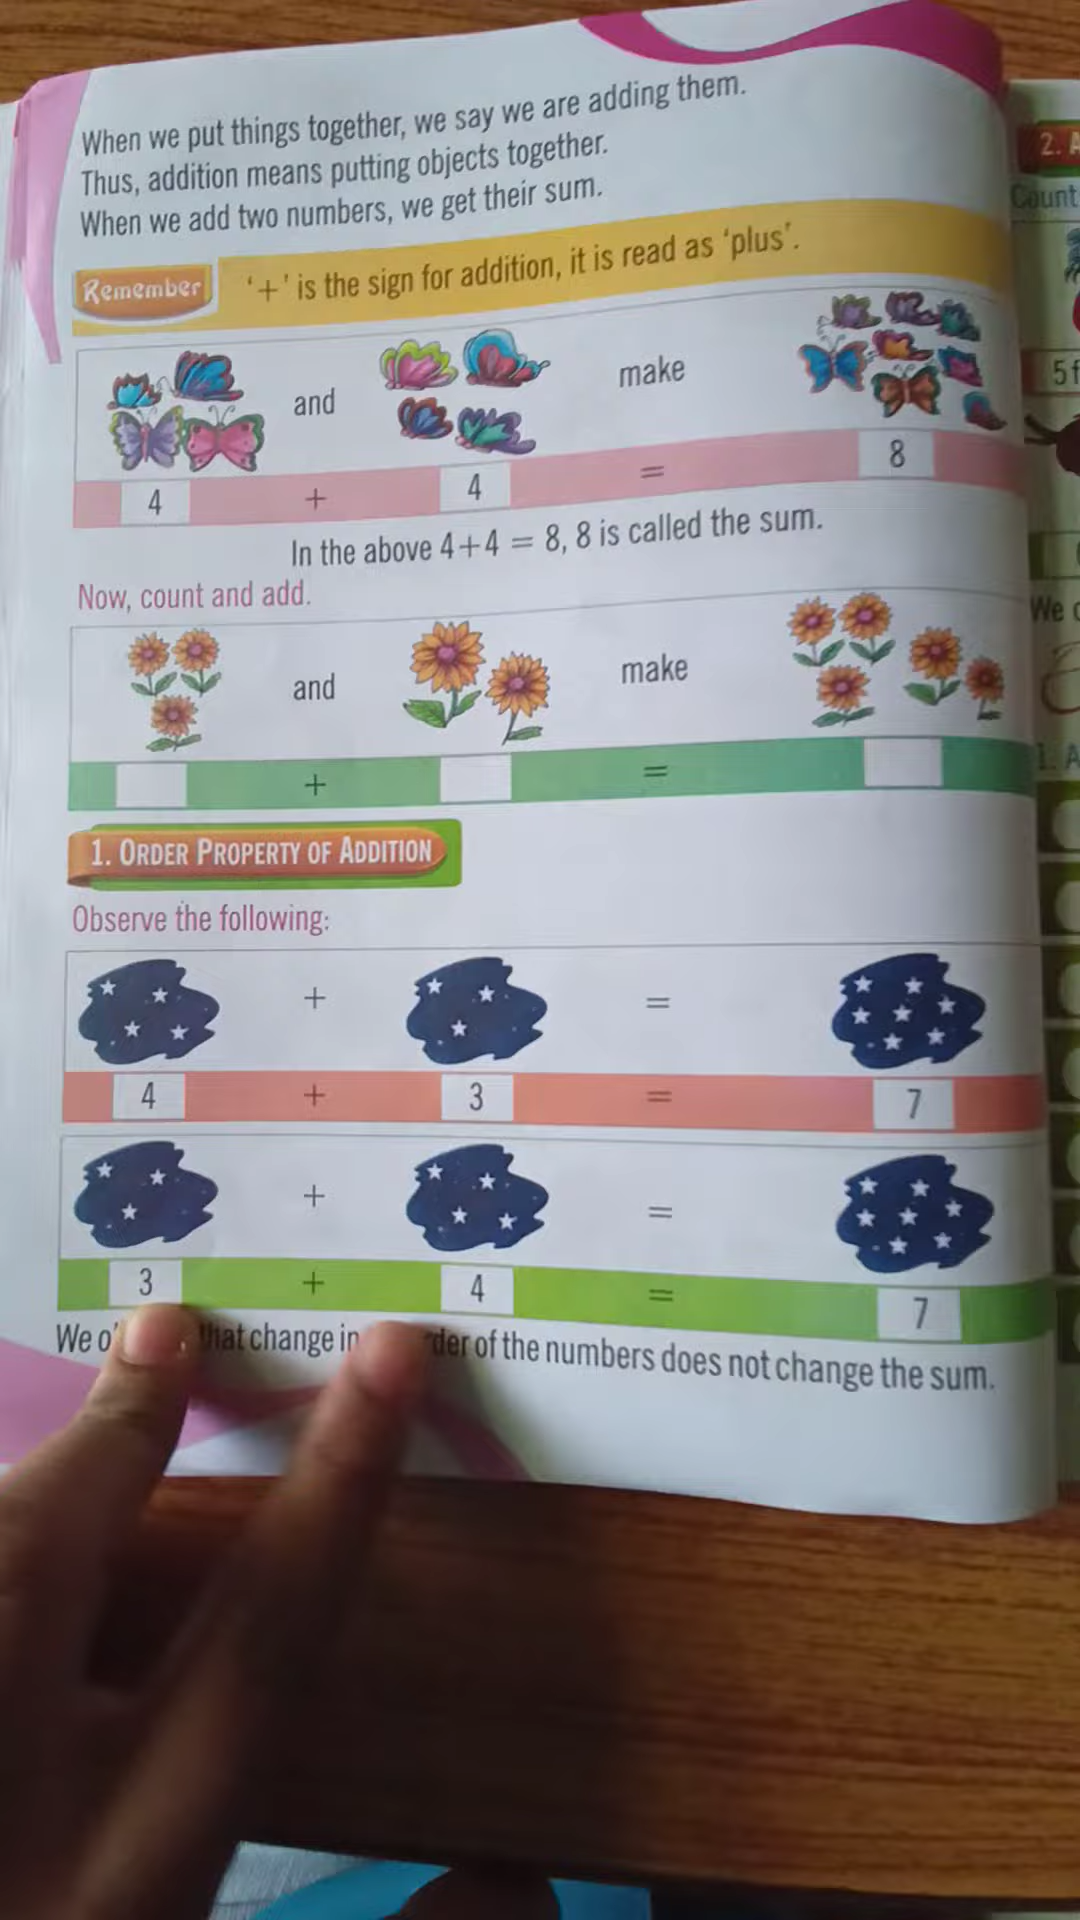 When we put things together, we say we are adding them.
Thus, addition means putting objects together.
When we add two numbers, we get their sum.
Remember '+' is the sign for addition, it is read as 'plus'.
and make
4 + 4 = 8
In the above 4+4 = 8, 8 is called the sum.
Now, count and add.
and make
+ =
1. ORDER PROPERTY OF ADDITION
Observe the following:
+ =
4 + 3 = 7
+ =
3 + 4 = 7
We that change in of the numbers does not change the sum.
2.
Count
5
We
1. A